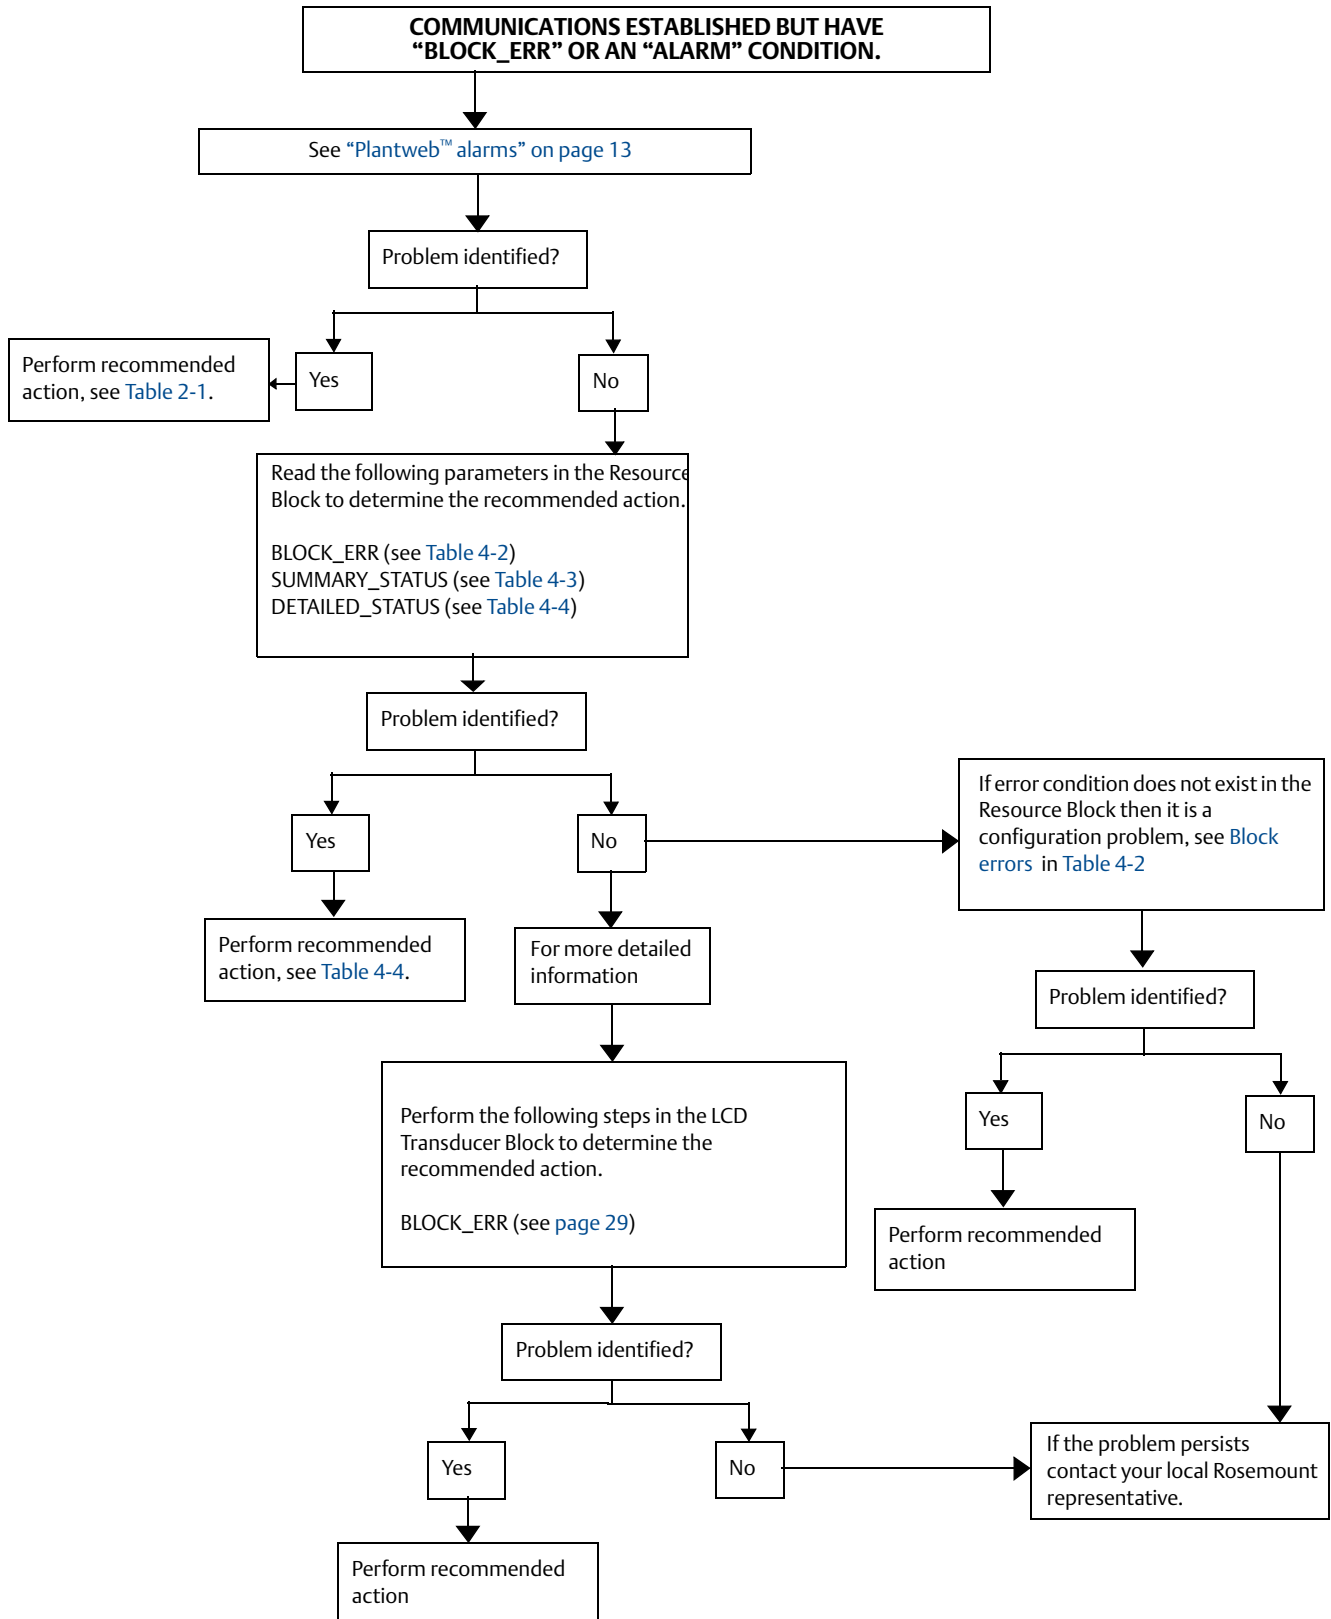 COMMUNICATIONS ESTABLISHED BUT HAVE
“BLOCK_ERR” OR AN “ALARM” CONDITION.
See “Plantweb™ alarms” on page 13
Problem identified?
Yes
No
Perform recommended
action, see Table 2-1.
Read the following parameters in the Resource
Block to determine the recommended action.
BLOCK_ERR (see Table 4-2)
SUMMARY_STATUS (see Table 4-3)
DETAILED_STATUS (see Table 4-4)
Problem identified?
Yes
No
If error condition does not exist in the
Resource Block then it is a
configuration problem, see Block
errors in Table 4-2
Perform recommended
action, see Table 4-4.
For more detailed
information
Problem identified?
Yes
No
Perform the following steps in the LCD
Transducer Block to determine the
recommended action.
BLOCK_ERR (see page 29)
Perform recommended
action
Problem identified?
Yes
No
If the problem persists
contact your local Rosemount
representative.
Perform recommended
action